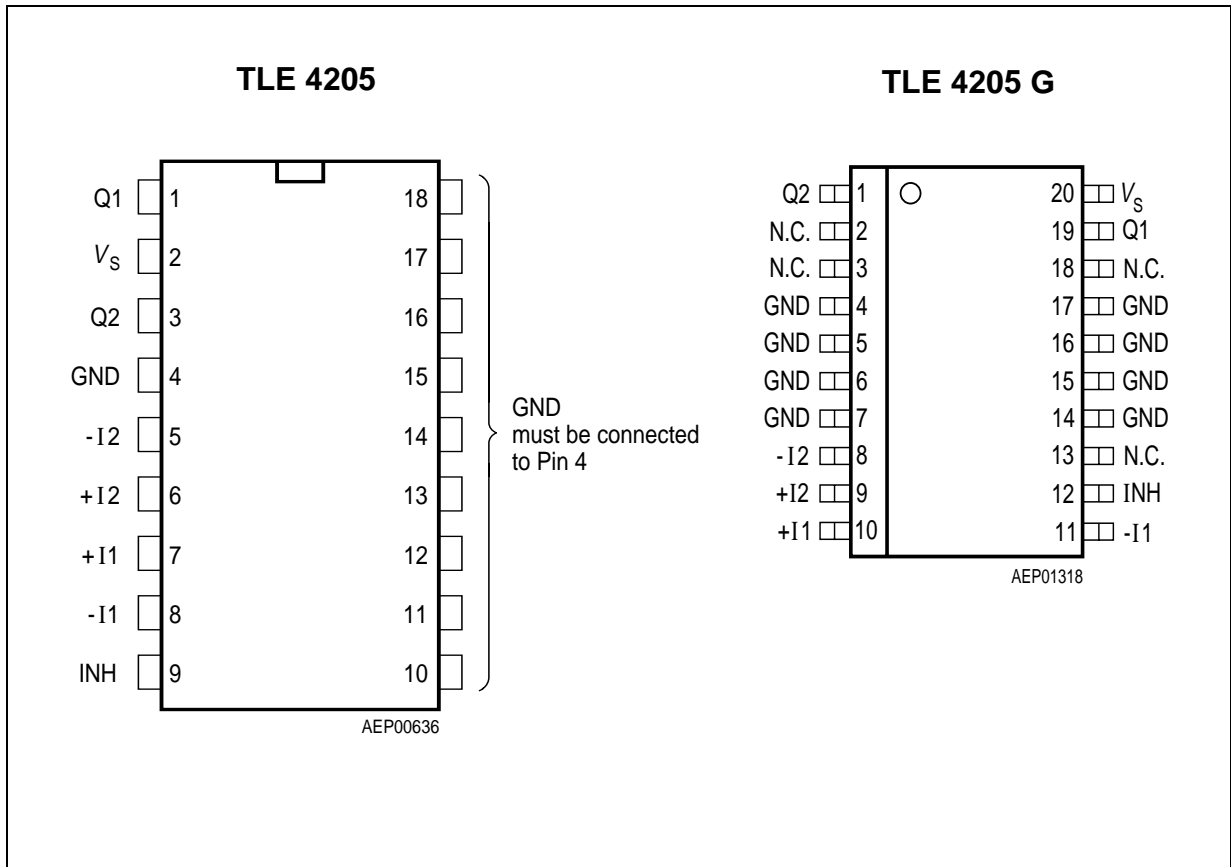 TLE 4205
Q1 1 18
VS 2 17
Q2 3 16
GND 4 15
-I2 5 14
+I2 6 13
+I1 7 12
-I1 8 11
INH 9 10
GND
must be connected
to Pin 4
AEP00636
TLE 4205 G
Q2 1 20 VS
N.C. 2 19 Q1
N.C. 3 18 N.C.
GND 4 17 GND
GND 5 16 GND
GND 6 15 GND
GND 7 14 GND
-I2 8 13 N.C.
+I2 9 12 INH
+I1 10 11 -I1
AEP01318